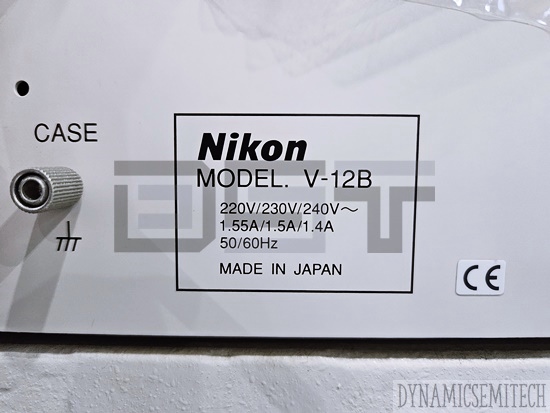 CASE
Nikon
MODEL. V-12B
220V/230V/240V～
1.55A/1.5A/1.4A
50/60Hz
MADE IN JAPAN
CE
DST
DYNAMICSEMITECH